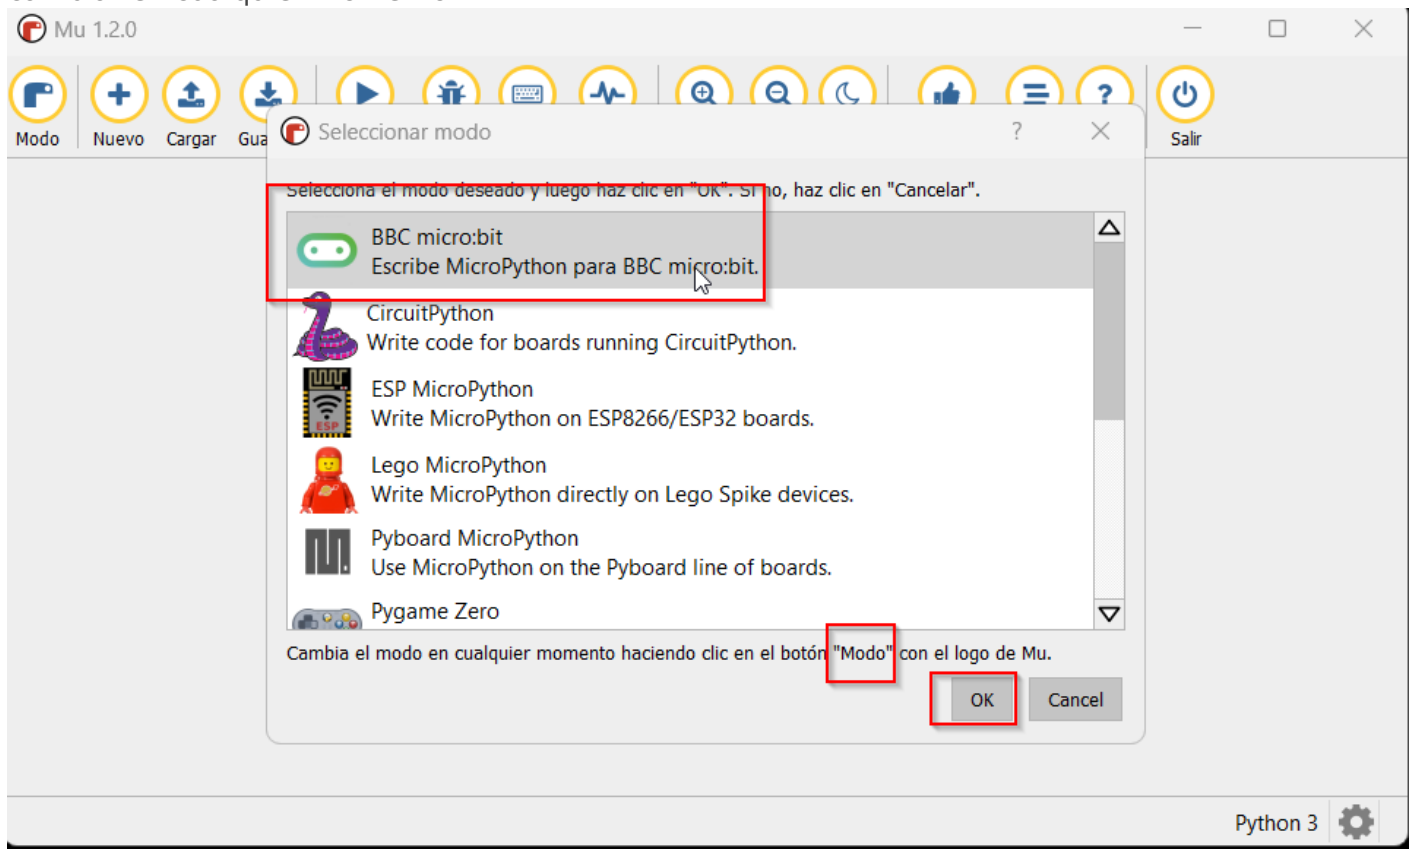 Mu 1.2.0
Modo Nuevo Cargar Gua Salir
Seleccionar modo
Selecciona el modo deseado y luego haz clic en "OK". Si no, haz clic en "Cancelar".
BBC micro:bit
Escribe MicroPython para BBC micro:bit.
CircuitPython
Write code for boards running CircuitPython.
ESP MicroPython
Write MicroPython on ESP8266/ESP32 boards.
ESP
Lego MicroPython
Write MicroPython directly on Lego Spike devices.
Pyboard MicroPython
Use MicroPython on the Pyboard line of boards.
Pygame Zero
Cambia el modo en cualquier momento haciendo clic en el botón "Modo" con el logo de Mu.
OK Cancel
Python 3